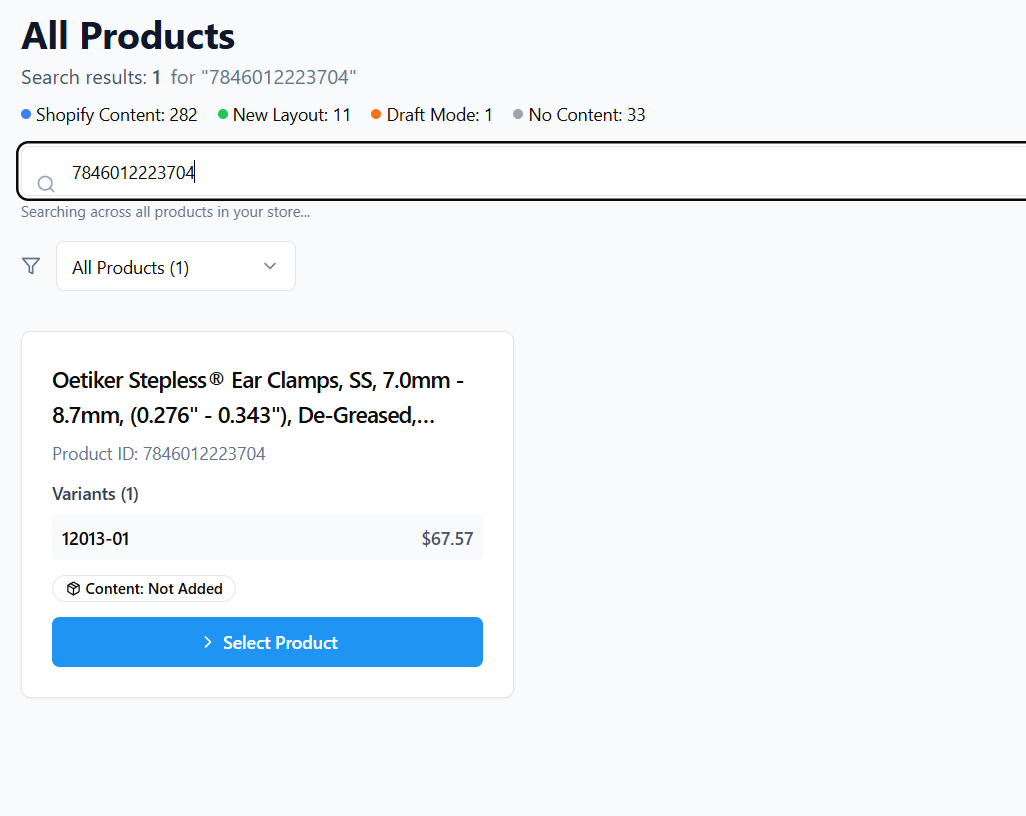 All Products
Search results: 1 for "7846012223704"
Shopify Content: 282 New Layout: 11 Draft Mode: 1 No Content: 33
7846012223704
Searching across all products in your store...
All Products (1)
Oetiker Stepless® Ear Clamps, SS, 7.0mm -
8.7mm, (0.276" - 0.343"), De-Greased,...
Product ID: 7846012223704
Variants (1)
12013-01 $67.57
Content: Not Added
Select Product